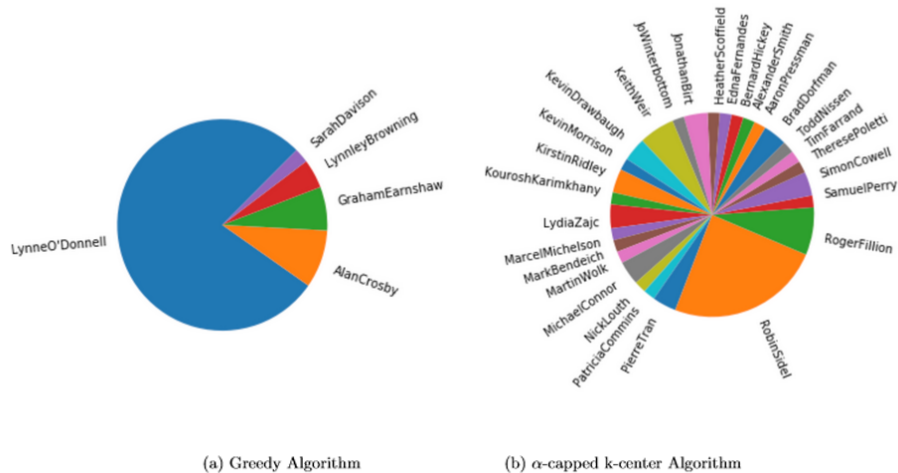 SarahDavison
LynnleyBrowning
GrahamEarnshaw
LynneO'Donnell
AlanCrosby
(a) Greedy Algorithm
HeatherScoffield
EdnaFernandes
BernardHickey
AlexanderSmith
AaronPressman
BradDorfman
ToddNissen
TimFarrand
TheresePoletti
SimonCowell
SamuelPerry
RogerFillion
RobinSidel
PierreTran
PatriciaCommins
NickLouth
MichaelConnor
MartinWolk
MarkBendeich
MarcelMichelson
LydiaZajc
KouroshKarimkhany
KirstinRidley
KevinMorrison
KevinDrawbaugh
KeithWeir
JoWinterbottom
JonathanBirt
(b) α-capped k-center Algorithm